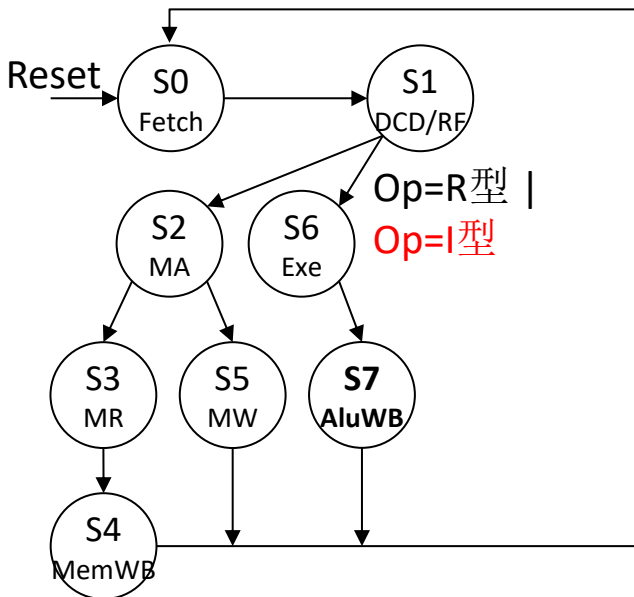 Reset
S0
Fetch
S1
DCD/RF
Op=R型 |
Op=I型
S2
MA
S6
Exe
S3
MR
S5
MW
S7
AluWB
S4
MemWB